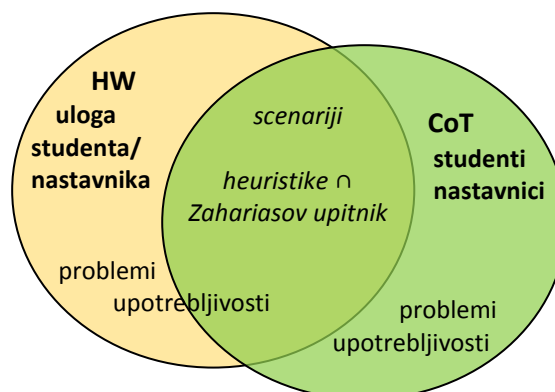 HW
uloga
studenta/
nastavnika
problemi
upotrebljivosti
scenariji
heuristike ∩
Zahariasov upitnik
CoT
studenti
nastavnici
problemi
upotrebljivosti